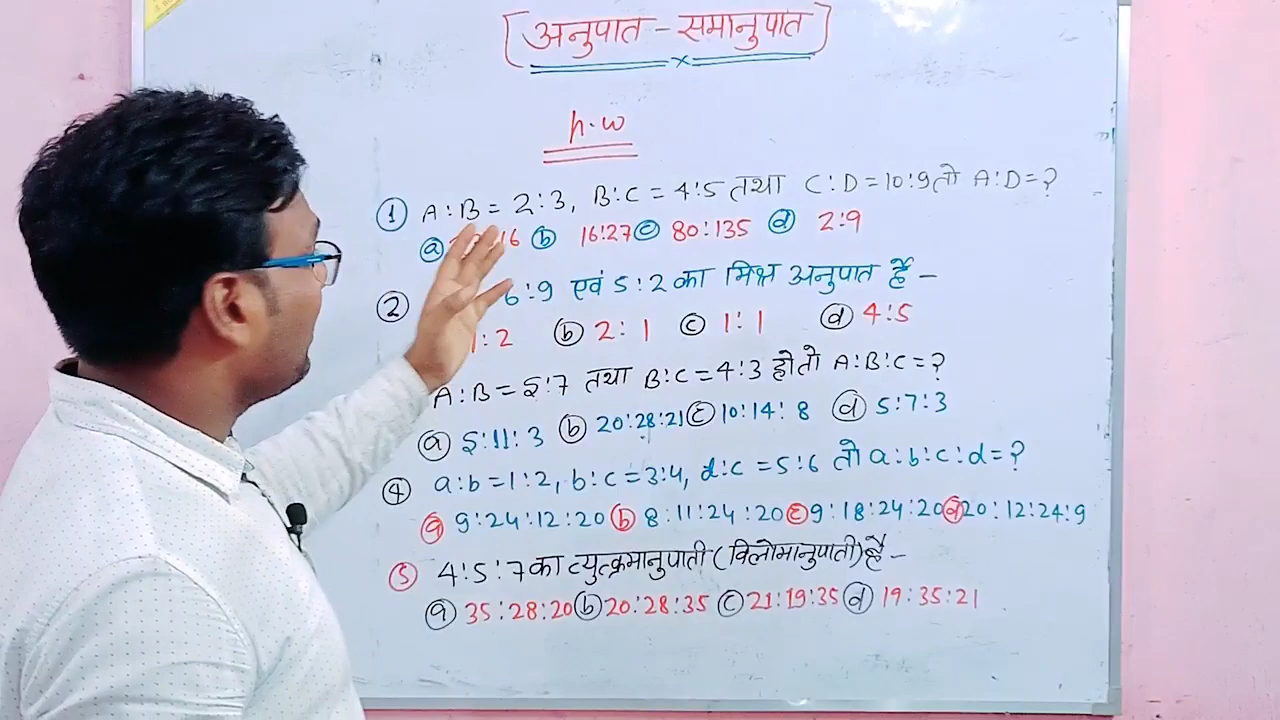 [अनुपात - समानुपात]
h.w
① A:B = 2:3, B:C = 4:5 तथा C:D = 10:9 तो A:D = ?
ⓐ 16 ⓑ 16:27 ⓒ 80:135 ⓓ 2:9
② 6:9 एवं 5:2 का मिश्र अनुपात है -
1:2 ⓑ 2:1 ⓒ 1:1 ⓓ 4:5
A:B = 5:7 तथा B:C = 4:3 हो तो A:B:C = ?
ⓐ 5:11:3 ⓑ 20:28:21 ⓒ 10:14:8 ⓓ 5:7:3
④ a:b = 1:2, b:c = 3:4, d:c = 5:6 तो a:b:c:d = ?
ⓐ 9:24:12:20 ⓑ 8:11:24:20 ⓒ 9:18:24:20 ⓓ 20:12:24:9
⑤ 4:5:7 का व्युत्क्रमानुपाती (विलोमानुपाती) है -
ⓐ 35:28:20 ⓑ 20:28:35 ⓒ 21:19:35 ⓓ 19:35:21